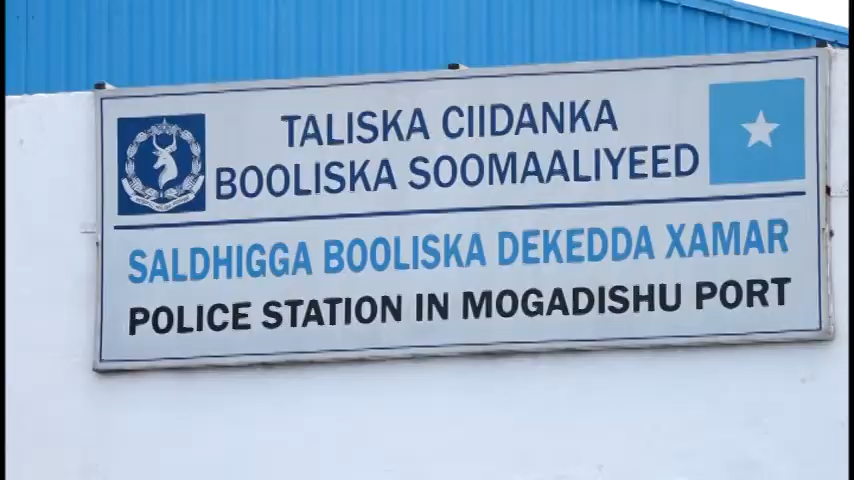 TALISKA CIIDANKA
BOOLISKA SOOMAALIYEED
SALDHIGGA BOOLISKA DEKEDDA XAMAR
POLICE STATION IN MOGADISHU PORT